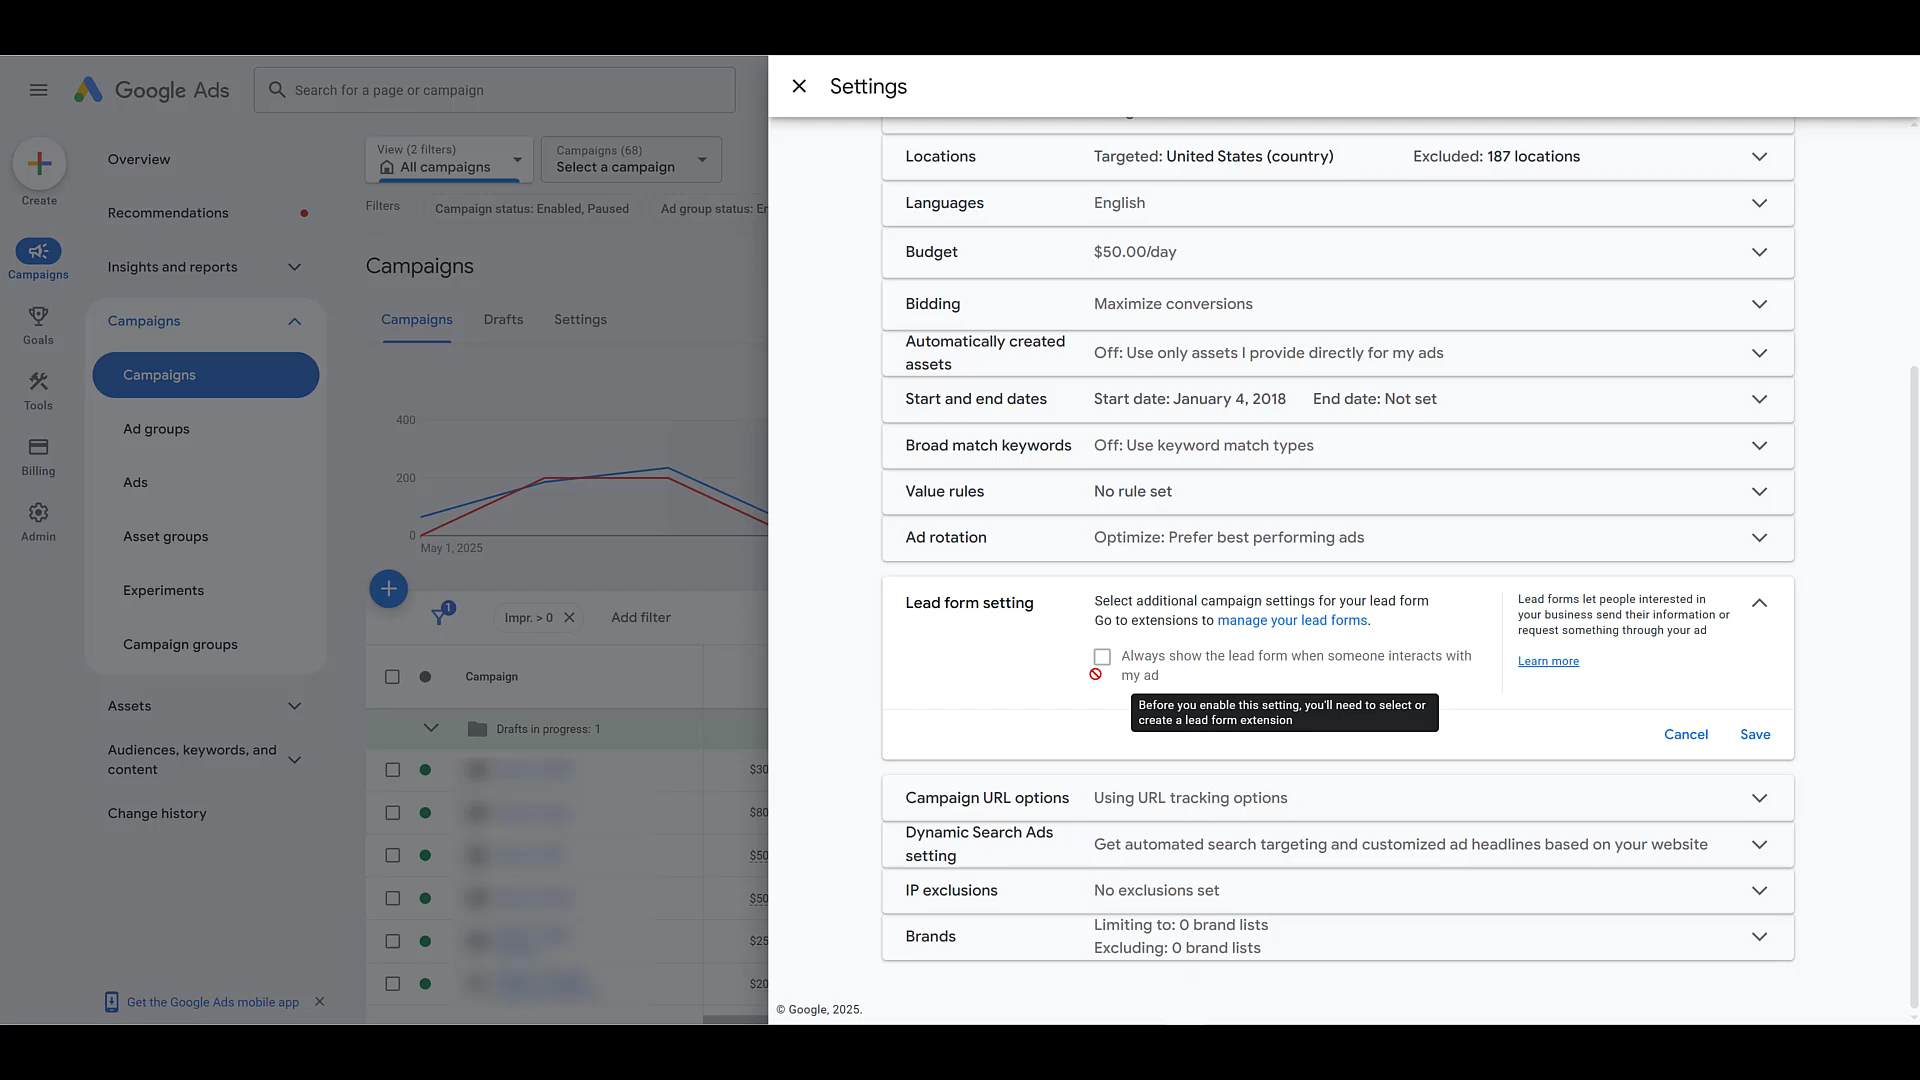 Google Ads
Search for a page or campaign
Create
Campaigns
Goals
Tools
Billing
Admin
Overview
Recommendations
Insights and reports
Campaigns
Campaigns
Ad groups
Ads
Asset groups
Experiments
Campaign groups
Assets
Audiences, keywords, and
content
Change history
Get the Google Ads mobile app
View (2 filters)
All campaigns
Campaigns (68)
Select a campaign
Filters
Campaign status: Enabled, Paused
Ad group status: Er
Campaigns
Campaigns
Drafts
Settings
400
200
0
May 1, 2025
1
Impr. > 0
Add filter
Campaign
Drafts in progress: 1
$30
$80
$50
$50
$25
$20
Settings
Locations
Targeted: United States (country)
Excluded: 187 locations
Languages
English
Budget
$50.00/day
Bidding
Maximize conversions
Automatically created
assets
Off: Use only assets I provide directly for my ads
Start and end dates
Start date: January 4, 2018
End date: Not set
Broad match keywords
Off: Use keyword match types
Value rules
No rule set
Ad rotation
Optimize: Prefer best performing ads
Lead form setting
Select additional campaign settings for your lead form
Go to extensions to manage your lead forms.
Always show the lead form when someone interacts with
my ad
Before you enable this setting, you'll need to select or
create a lead form extension
Lead forms let people interested in
your business send their information or
request something through your ad
Learn more
Cancel
Save
Campaign URL options
Using URL tracking options
Dynamic Search Ads
setting
Get automated search targeting and customized ad headlines based on your website
IP exclusions
No exclusions set
Brands
Limiting to: 0 brand lists
Excluding: 0 brand lists
© Google, 2025.